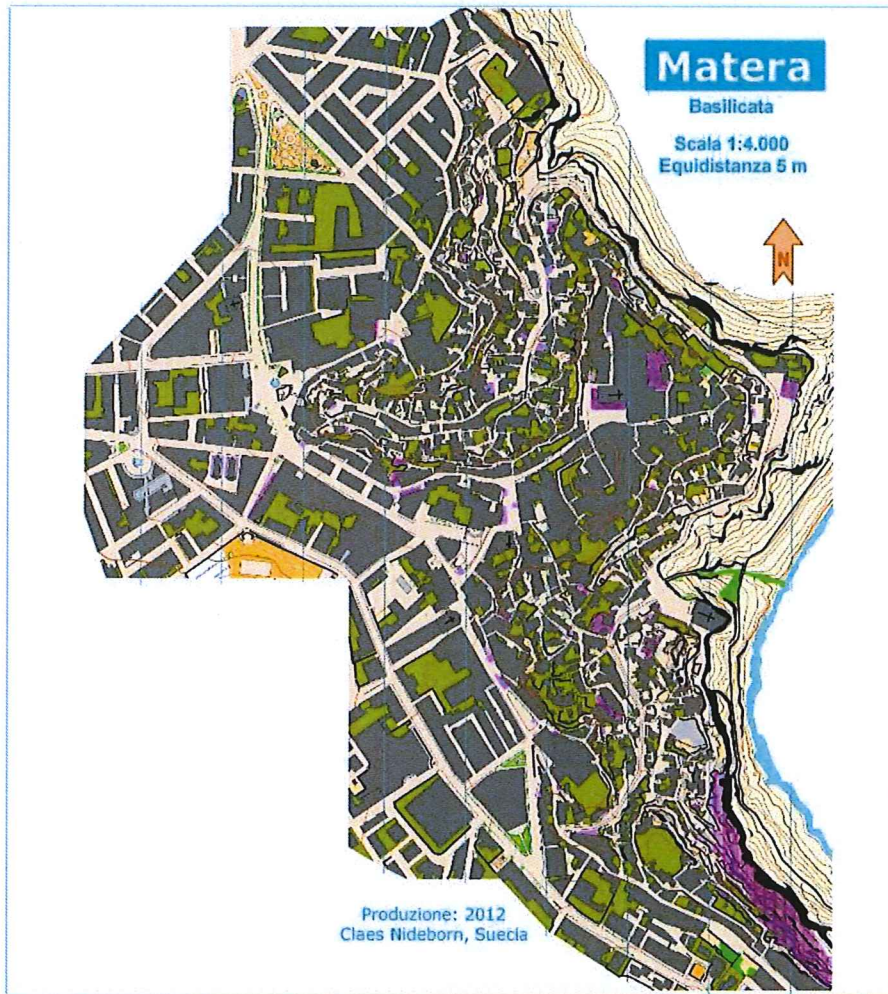 Matera
Basilicata
Scala 1:4.000
Equidistanza 5 m
N
Produzione: 2012
Claes Nideborn, Suecia